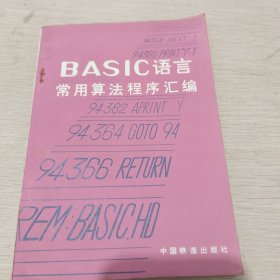 94360 PRINT "F.T
BASIC语言
常用算法程序汇编
94362 APRINT Y
94364 GOTO 94
94366 RETURN
REM·BASIC.HD
中国铁道出版社